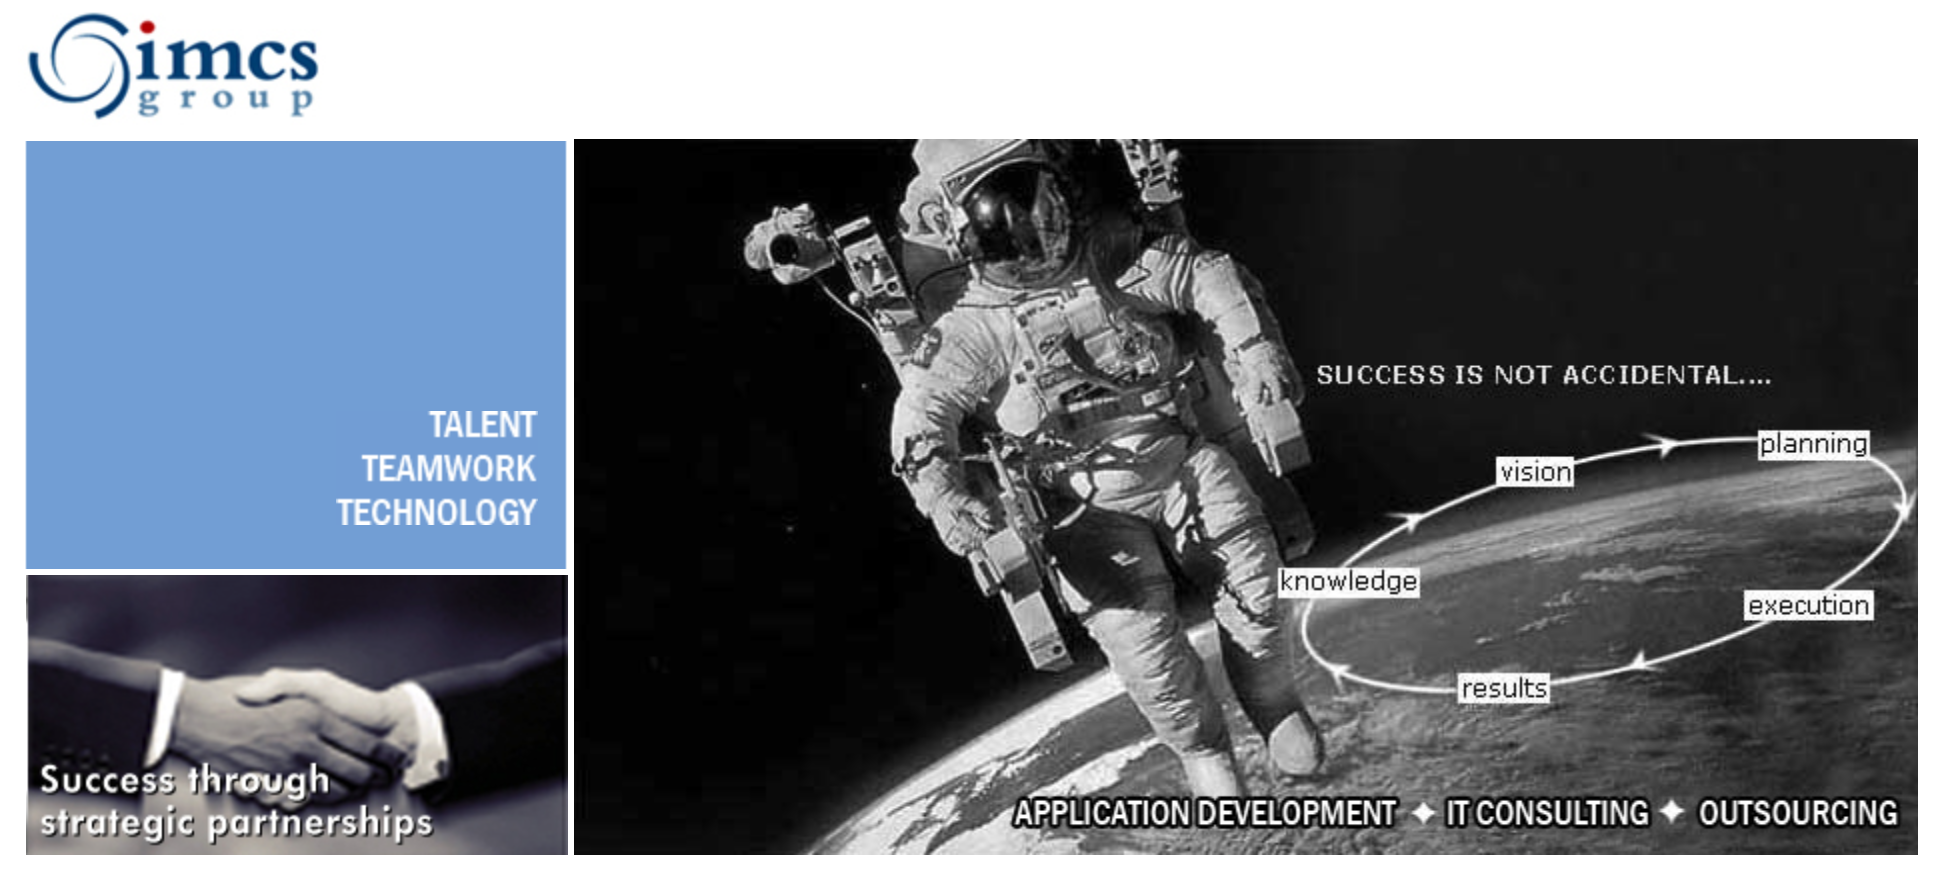 imcs
group
TALENT
TEAMWORK
TECHNOLOGY
Success through
strategic partnerships
SUCCESS IS NOT ACCIDENTAL....
planning
vision
knowledge
execution
results
APPLICATION DEVELOPMENT ✦ IT CONSULTING ✦ OUTSOURCING